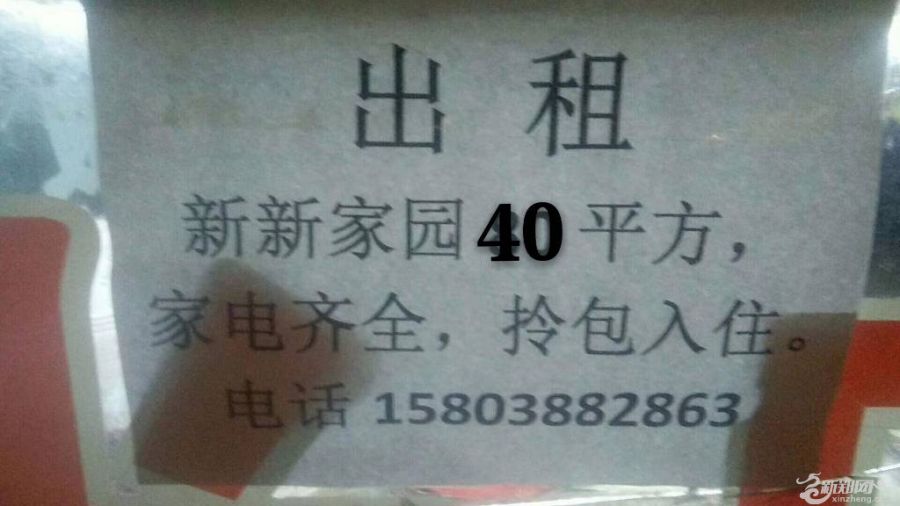 出租
新新家园40平方，
家电齐全，拎包入住。
电话 15803882863
新郑网
xinzheng.c